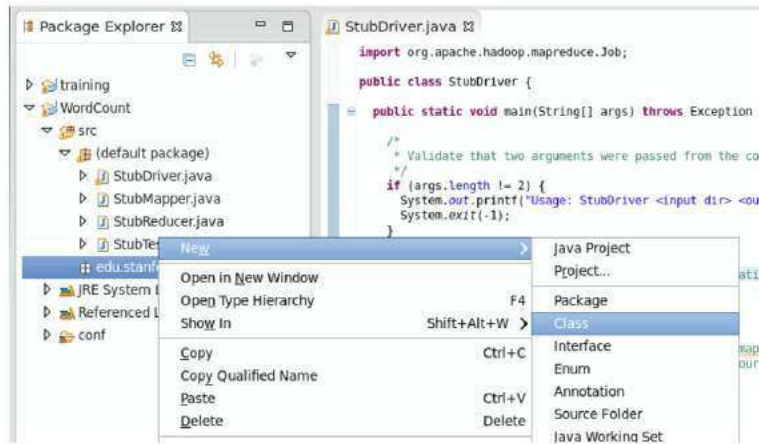 Package Explorer
training
WordCount
src
(default package)
StubDriver.java
StubMapper.java
StubReducer.java
StubTes
edu.stanf
JRE System L
Referenced L
conf
StubDriver.java
import org.apache.hadoop.mapreduce.Job;
public class StubDriver {
public static void main(String[] args) throws Exception
/*
* Validate that two arguments were passed from the co
*/
if (args.length != 2) {
System.out.printf("Usage: StubDriver <input dir> <ou
System.exit(-1);
}
ati
map
our
New
Open in New Window
Open Type Hierarchy F4
Show In Shift+Alt+W
Copy Ctrl+C
Copy Qualified Name
Paste Ctrl+V
Delete Delete
Java Project
Project...
Package
Class
Interface
Enum
Annotation
Source Folder
Java Working Set